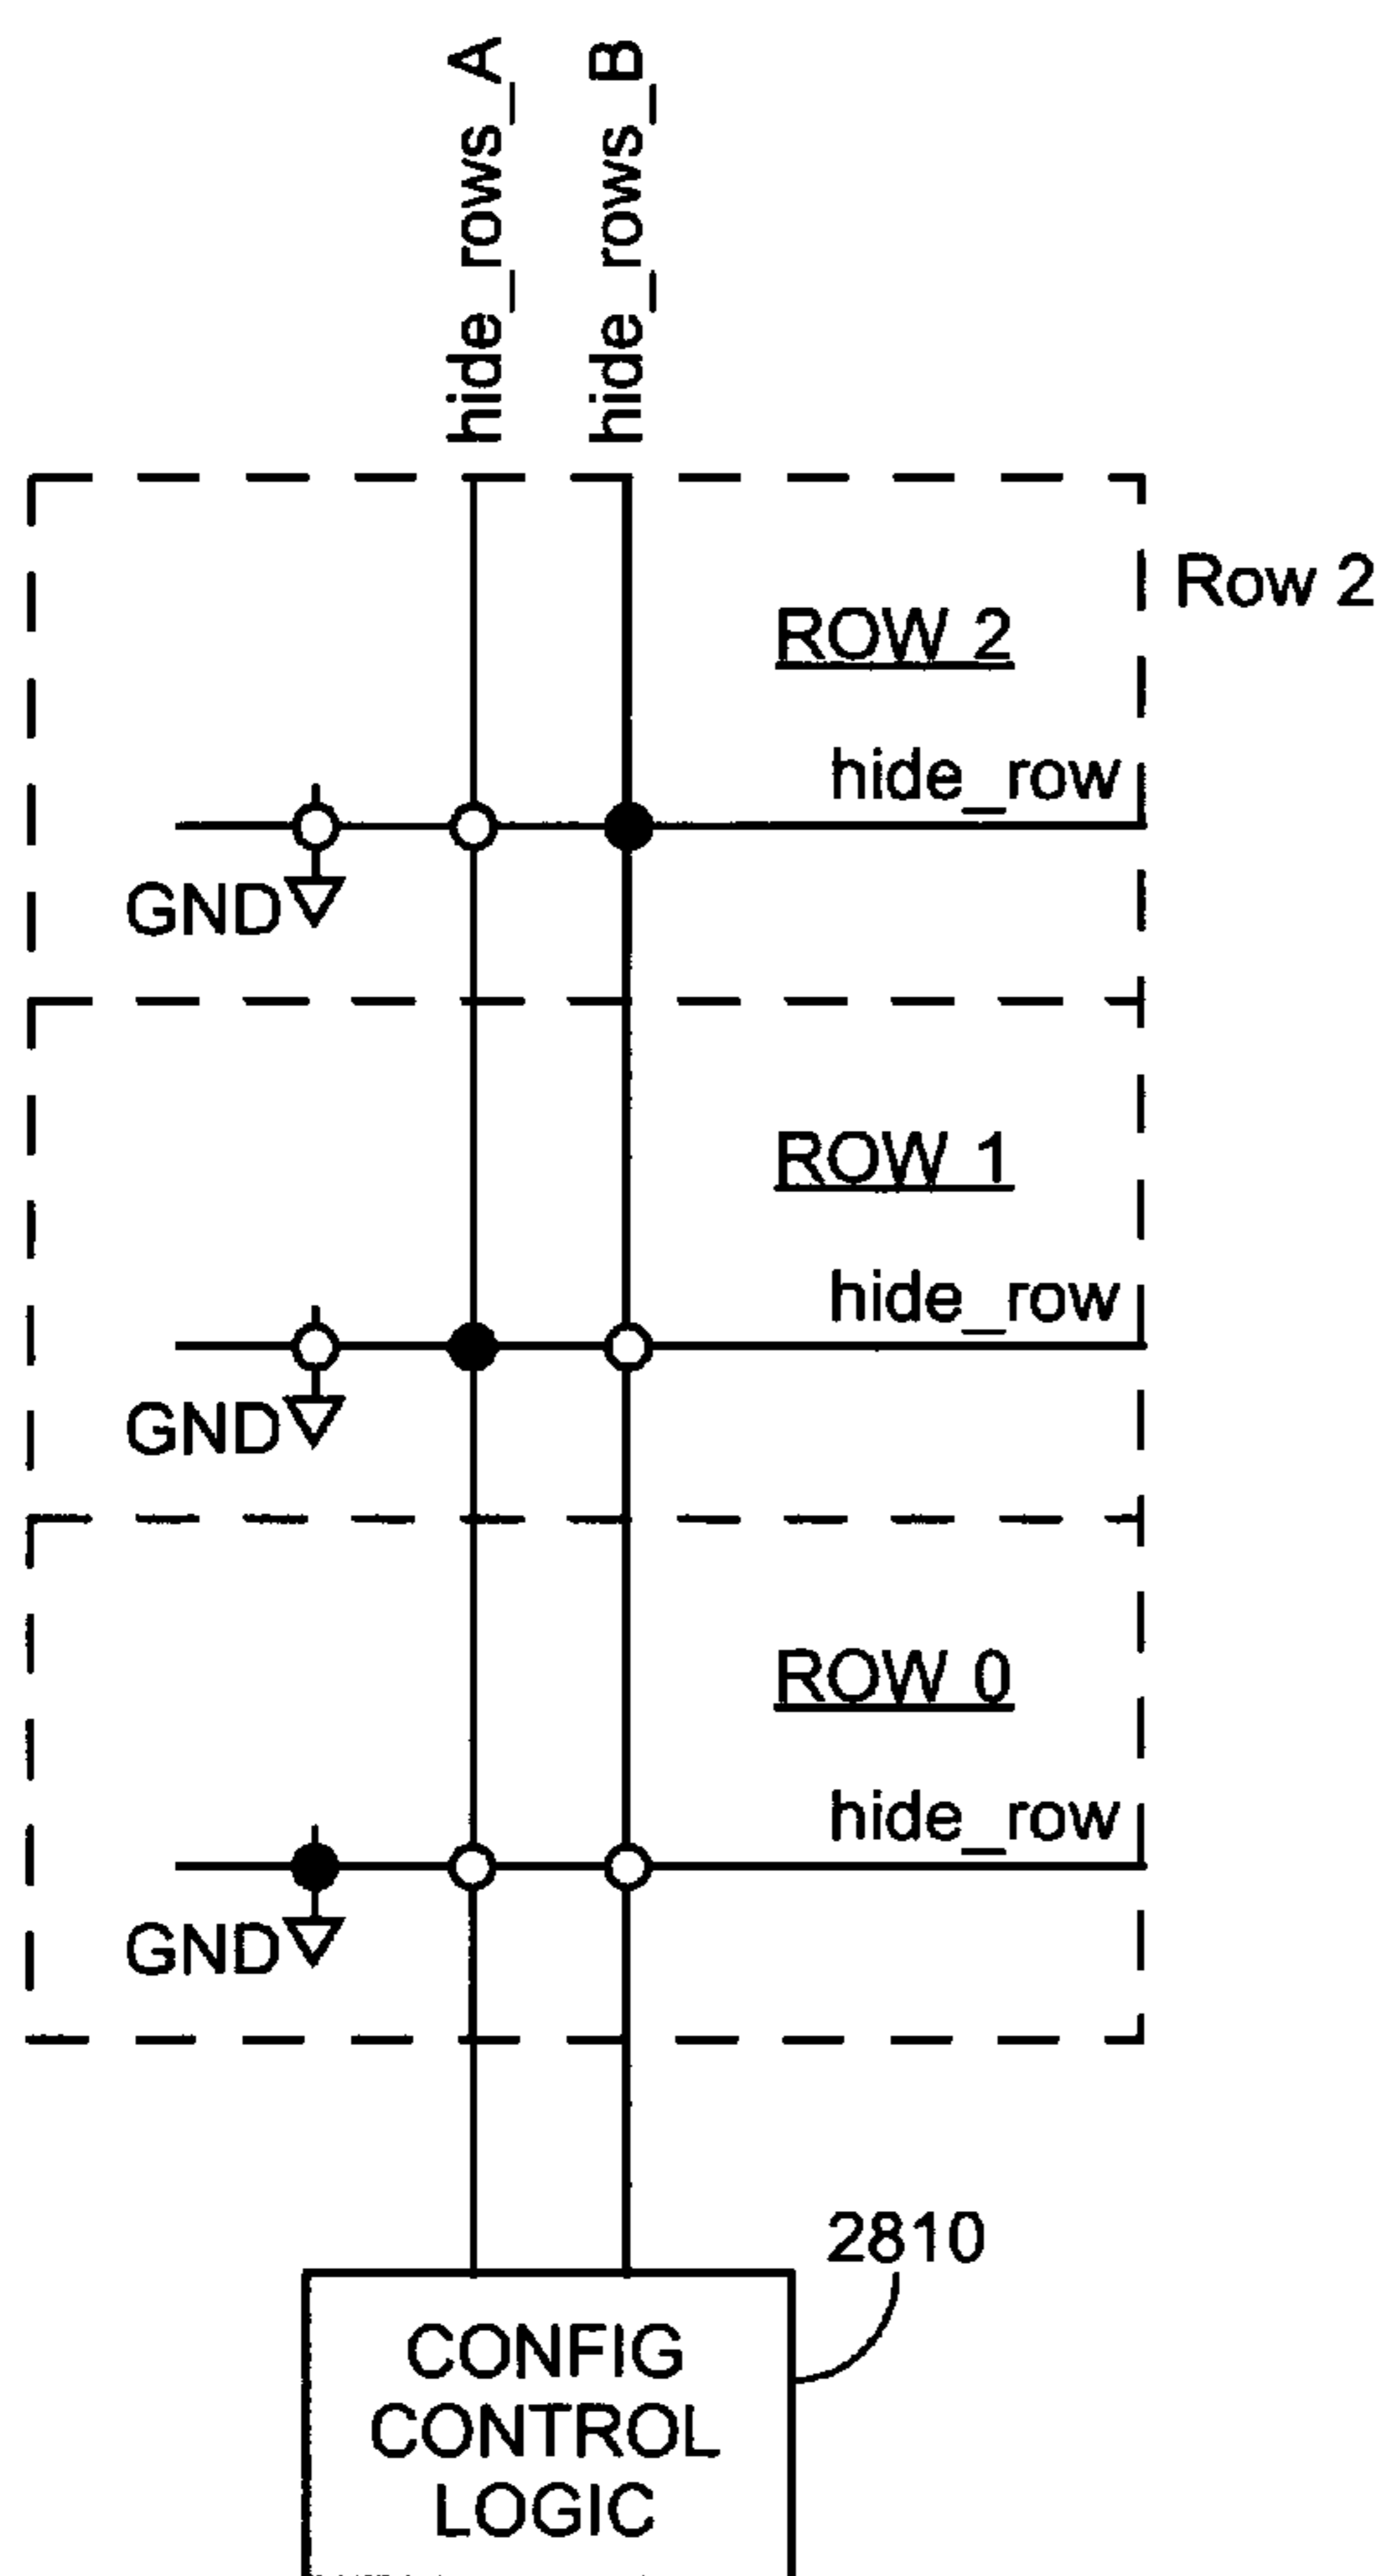 hide_rows_A
hide_rows_B
Row 2
ROW 2
hide_row
GND
ROW 1
hide_row
GND
ROW 0
hide_row
GND
2810
CONFIG
CONTROL
LOGIC